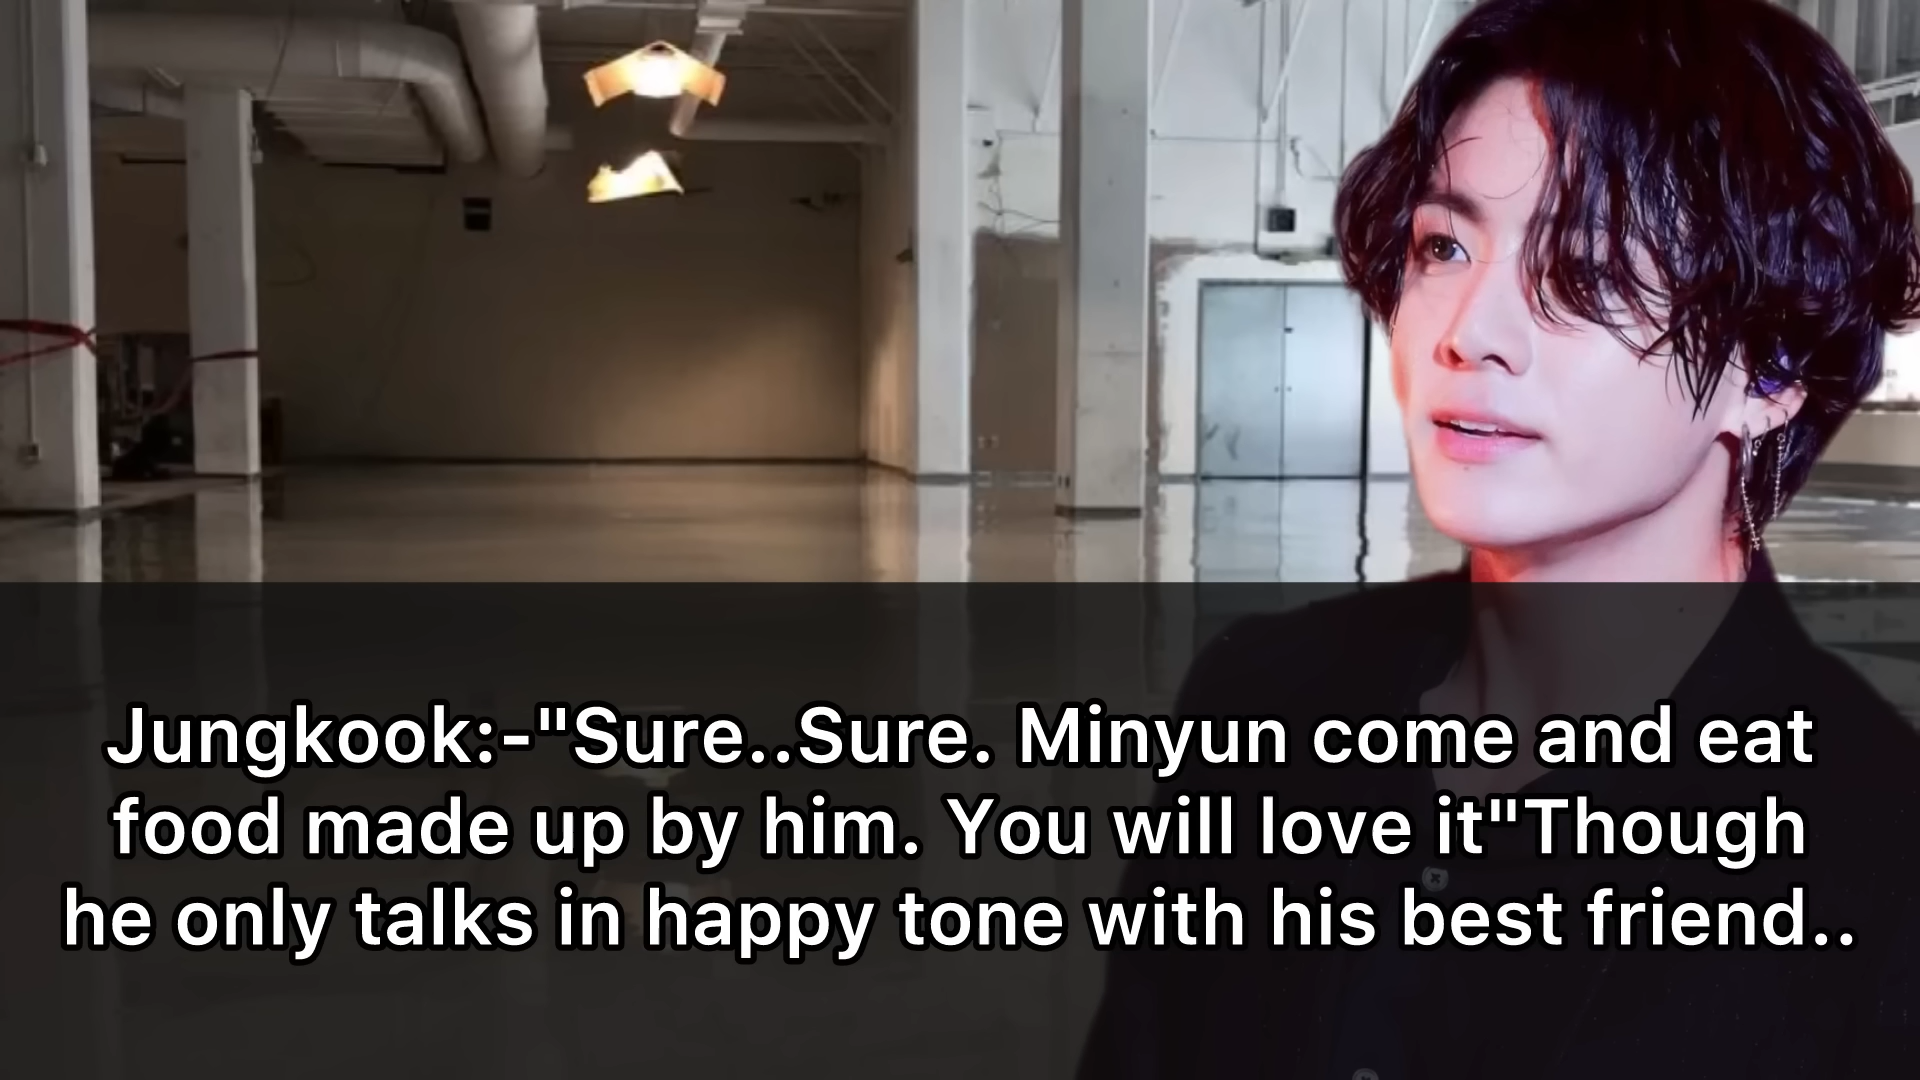 Jungkook:-"Sure..Sure. Minyun come and eat
food made up by him. You will love it"Though
he only talks in happy tone with his best friend..